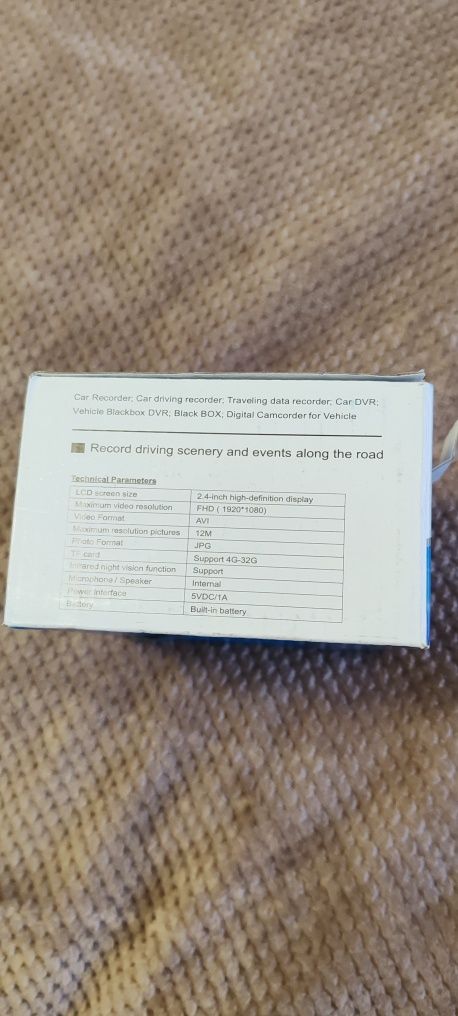 Car Recorder; Car driving recorder; Traveling data recorder; Car DVR;
Vehicle Blackbox DVR; Black BOX; Digital Camcorder for Vehicle
Record driving scenery and events along the road
Technical Parameters
LCD screen size 2.4-inch high-definition display
Maximum video resolution FHD ( 1920*1080)
Video Format AVI
Maximum resolution pictures 12M
Photo Format JPG
TF card Support 4G-32G
Infrared night vision function Support
Microphone / Speaker Internal
Power interface 5VDC/1A
Battery Built-in battery